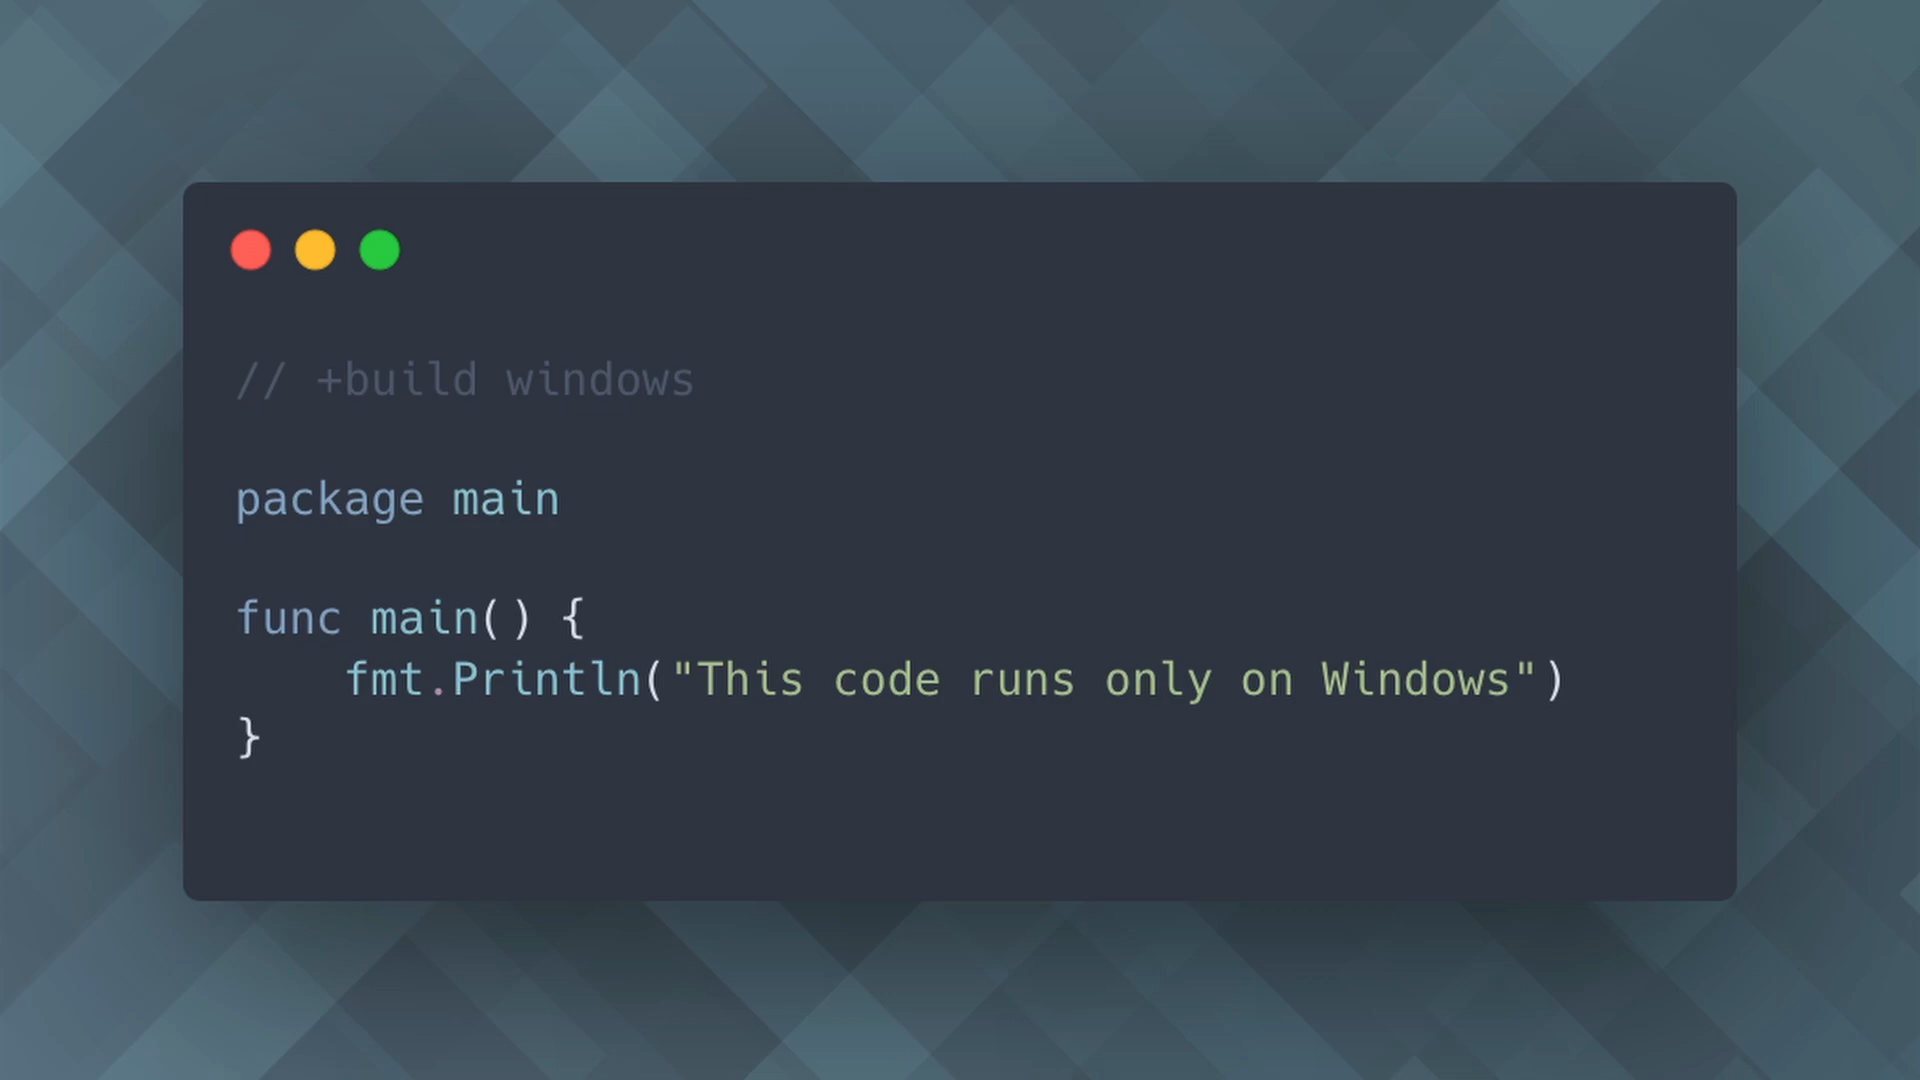 // +build windows
package main
func main() {
    fmt.Println("This code runs only on Windows")
}